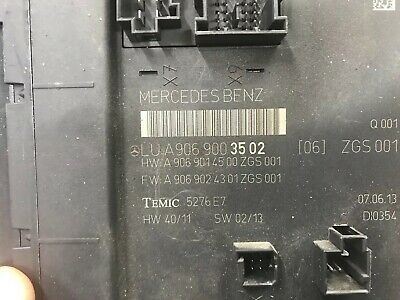 X7 X6
MERCEDES BENZ
Q 001
LU A 906 900 35 02 [06] ZGS 001
HW A 906 901 45 00 ZGS 001
FW A 906 902 43 01 ZGS 001
TEMIC 5276 E7 07.06.13
HW 40/11 SW 02/13 DI0354